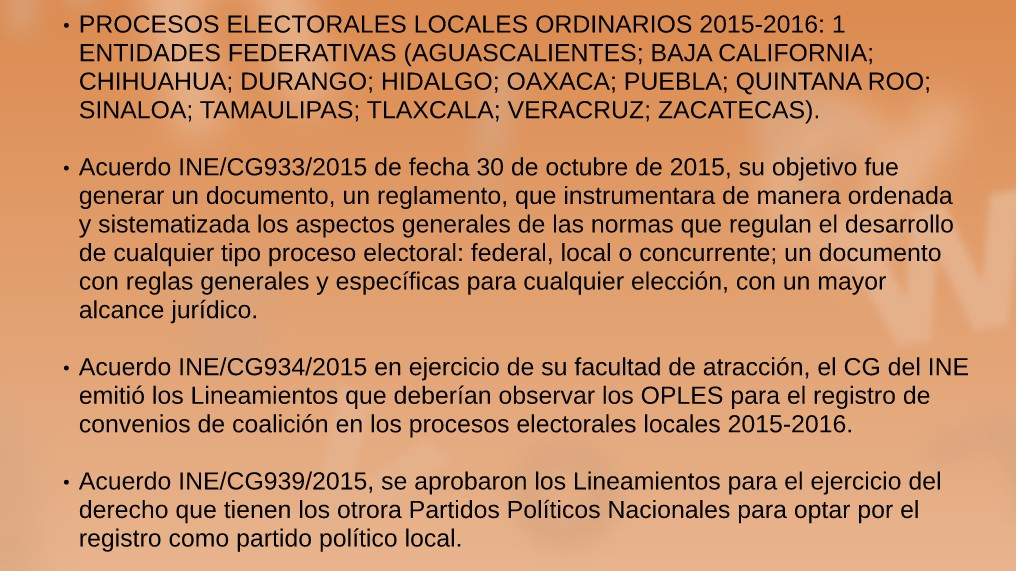 • PROCESOS ELECTORALES LOCALES ORDINARIOS 2015-2016: 1
ENTIDADES FEDERATIVAS (AGUASCALIENTES; BAJA CALIFORNIA;
CHIHUAHUA; DURANGO; HIDALGO; OAXACA; PUEBLA; QUINTANA ROO;
SINALOA; TAMAULIPAS; TLAXCALA; VERACRUZ; ZACATECAS).
• Acuerdo INE/CG933/2015 de fecha 30 de octubre de 2015, su objetivo fue
generar un documento, un reglamento, que instrumentara de manera ordenada
y sistematizada los aspectos generales de las normas que regulan el desarrollo
de cualquier tipo proceso electoral: federal, local o concurrente; un documento
con reglas generales y específicas para cualquier elección, con un mayor
alcance jurídico.
• Acuerdo INE/CG934/2015 en ejercicio de su facultad de atracción, el CG del INE
emitió los Lineamientos que deberían observar los OPLES para el registro de
convenios de coalición en los procesos electorales locales 2015-2016.
• Acuerdo INE/CG939/2015, se aprobaron los Lineamientos para el ejercicio del
derecho que tienen los otrora Partidos Políticos Nacionales para optar por el
registro como partido político local.